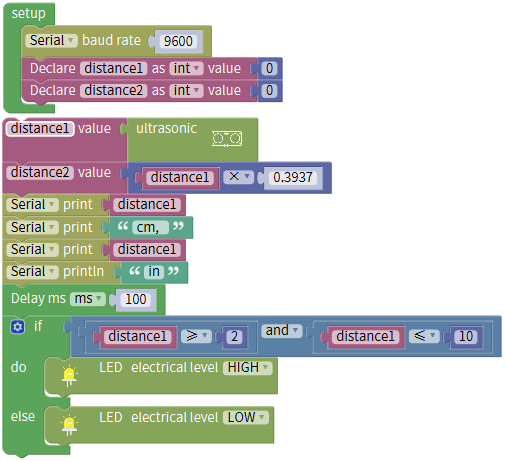 setup
Serial baud rate 9600
Declare distance1 as int value 0
Declare distance2 as int value 0
distance1 value ultrasonic
distance2 value distance1 × 0.3937
Serial print distance1
Serial print “ cm, ”
Serial print distance1
Serial println “ in ”
Delay ms ms 100
if distance1 ≥ 2 and distance1 ≤ 10
do LED electrical level HIGH
else LED electrical level LOW